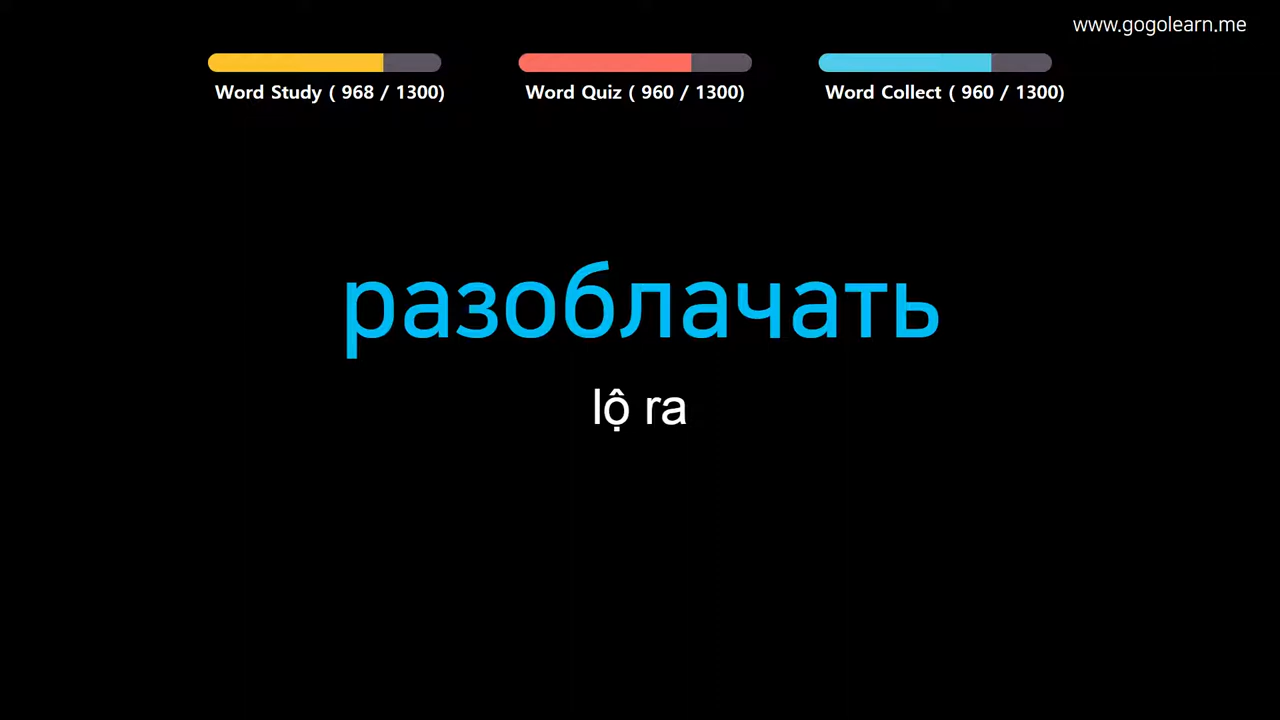 www.gogolearn.me
Word Study ( 968 / 1300)
Word Quiz ( 960 / 1300)
Word Collect ( 960 / 1300)
разоблачать
lộ ra